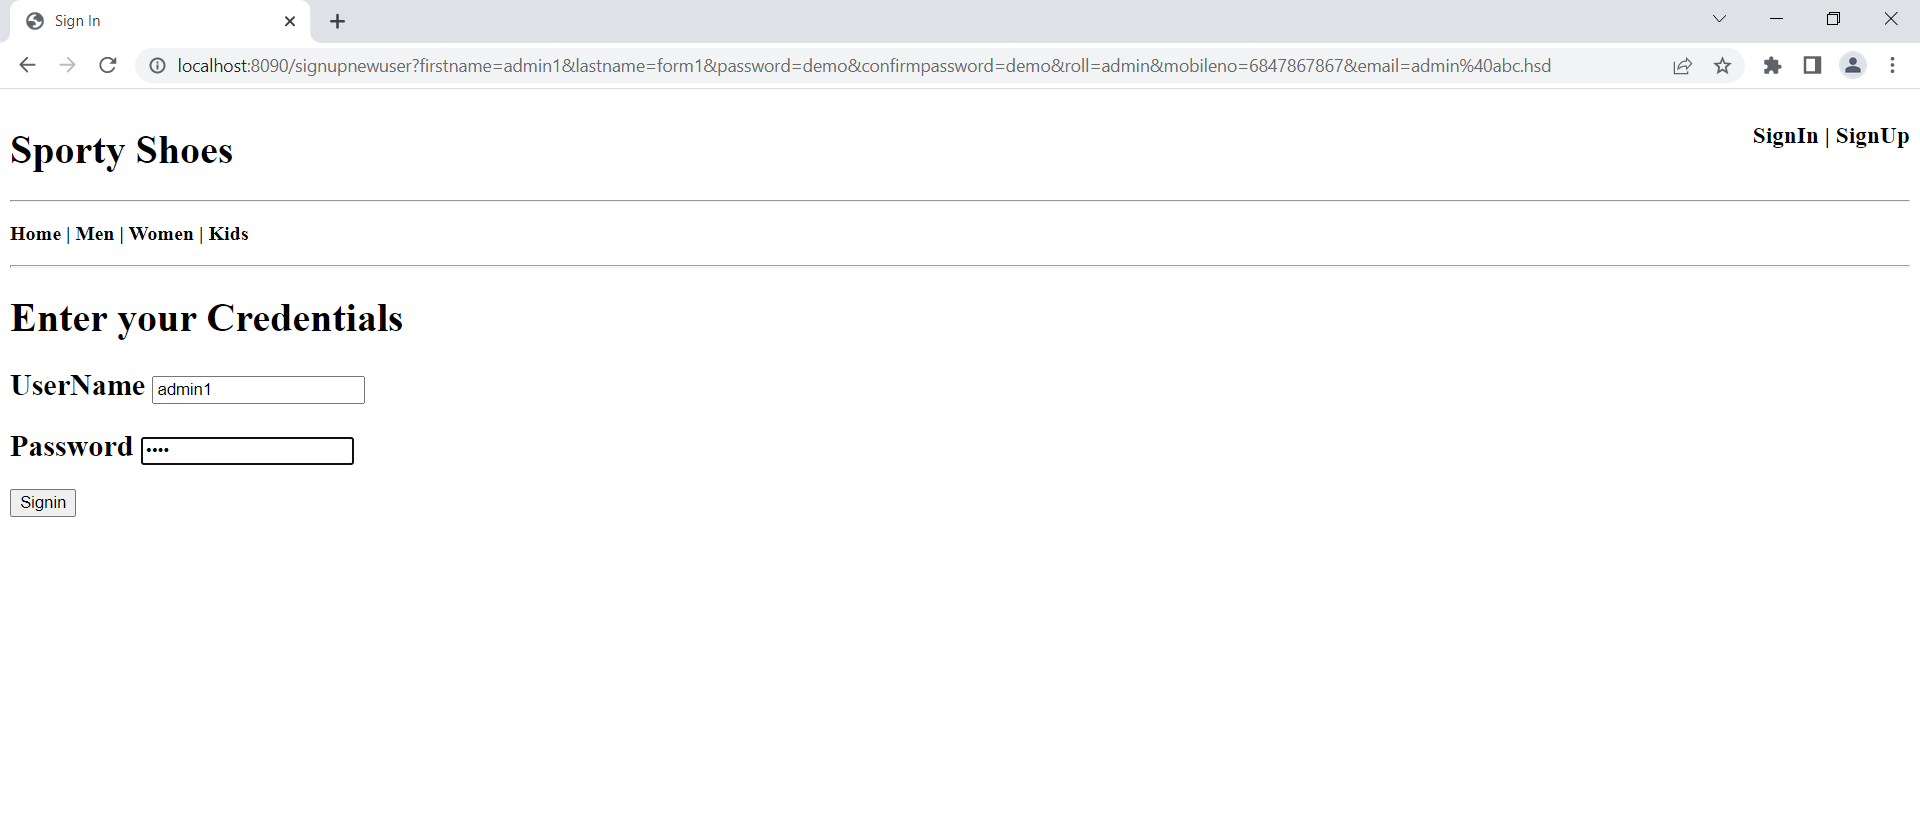 Sign In
localhost:8090/signupnewuser?firstname=admin1&lastname=form1&password=demo&confirmpassword=demo&roll=admin&mobileno=6847867867&email=admin%40abc.hsd
Sporty Shoes
SignIn | SignUp
Home | Men | Women | Kids
Enter your Credentials
UserName admin1
Password ••••
Signin